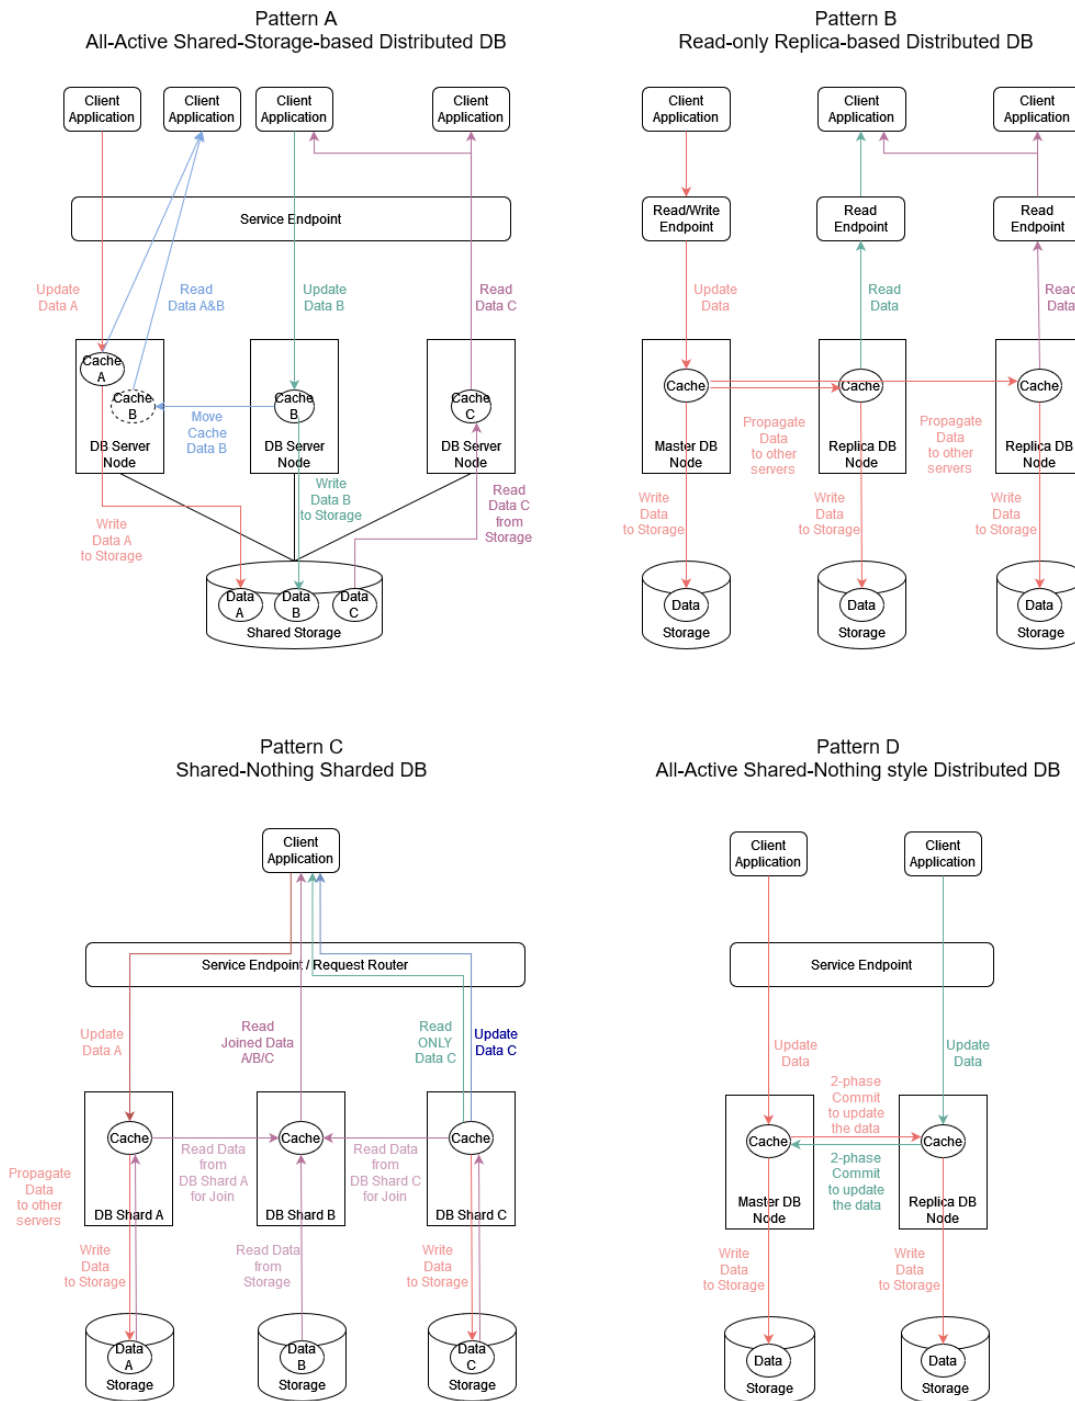 Pattern A
All-Active Shared-Storage-based Distributed DB
Client
Application
Client
Application
Client
Application
Client
Application
Service Endpoint
Update
Data A
Read
Data A&B
Update
Data B
Read
Data C
Cache
A
Cache
B
Cache
B
Cache
C
Move
Cache
Data B
DB Server
Node
DB Server
Node
DB Server
Node
Write
Data A
to Storage
Write
Data B
to Storage
Read
Data C
from
Storage
Data
A
Data
B
Data
C
Shared Storage
Pattern B
Read-only Replica-based Distributed DB
Client
Application
Client
Application
Client
Application
Read/Write
Endpoint
Read
Endpoint
Read
Endpoint
Update
Data
Read
Data
Read
Data
Cache
Cache
Cache
Propagate
Data
to other
servers
Propagate
Data
to other
servers
Master DB
Node
Replica DB
Node
Replica DB
Node
Write
Data
to Storage
Write
Data
to Storage
Write
Data
to Storage
Data
Storage
Data
Storage
Data
Storage
Pattern C
Shared-Nothing Sharded DB
Client
Application
Service Endpoint / Request Router
Update
Data A
Read
Joined Data
A/B/C
Read
ONLY
Data C
Update
Data C
Cache
Cache
Cache
Read Data
from
DB Shard A
for Join
Read Data
from
DB Shard C
for Join
Propagate
Data
to other
servers
DB Shard A
DB Shard B
DB Shard C
Write
Data
to Storage
Read Data
from
Storage
Write
Data
to Storage
Data
A
Storage
Data
B
Storage
Data
C
Storage
Pattern D
All-Active Shared-Nothing style Distributed DB
Client
Application
Client
Application
Service Endpoint
Update
Data
Update
Data
2-phase
Commit
to update
the data
Cache
Cache
2-phase
Commit
to update
the data
Master DB
Node
Replica DB
Node
Write
Data
to Storage
Write
Data
to Storage
Data
Storage
Data
Storage